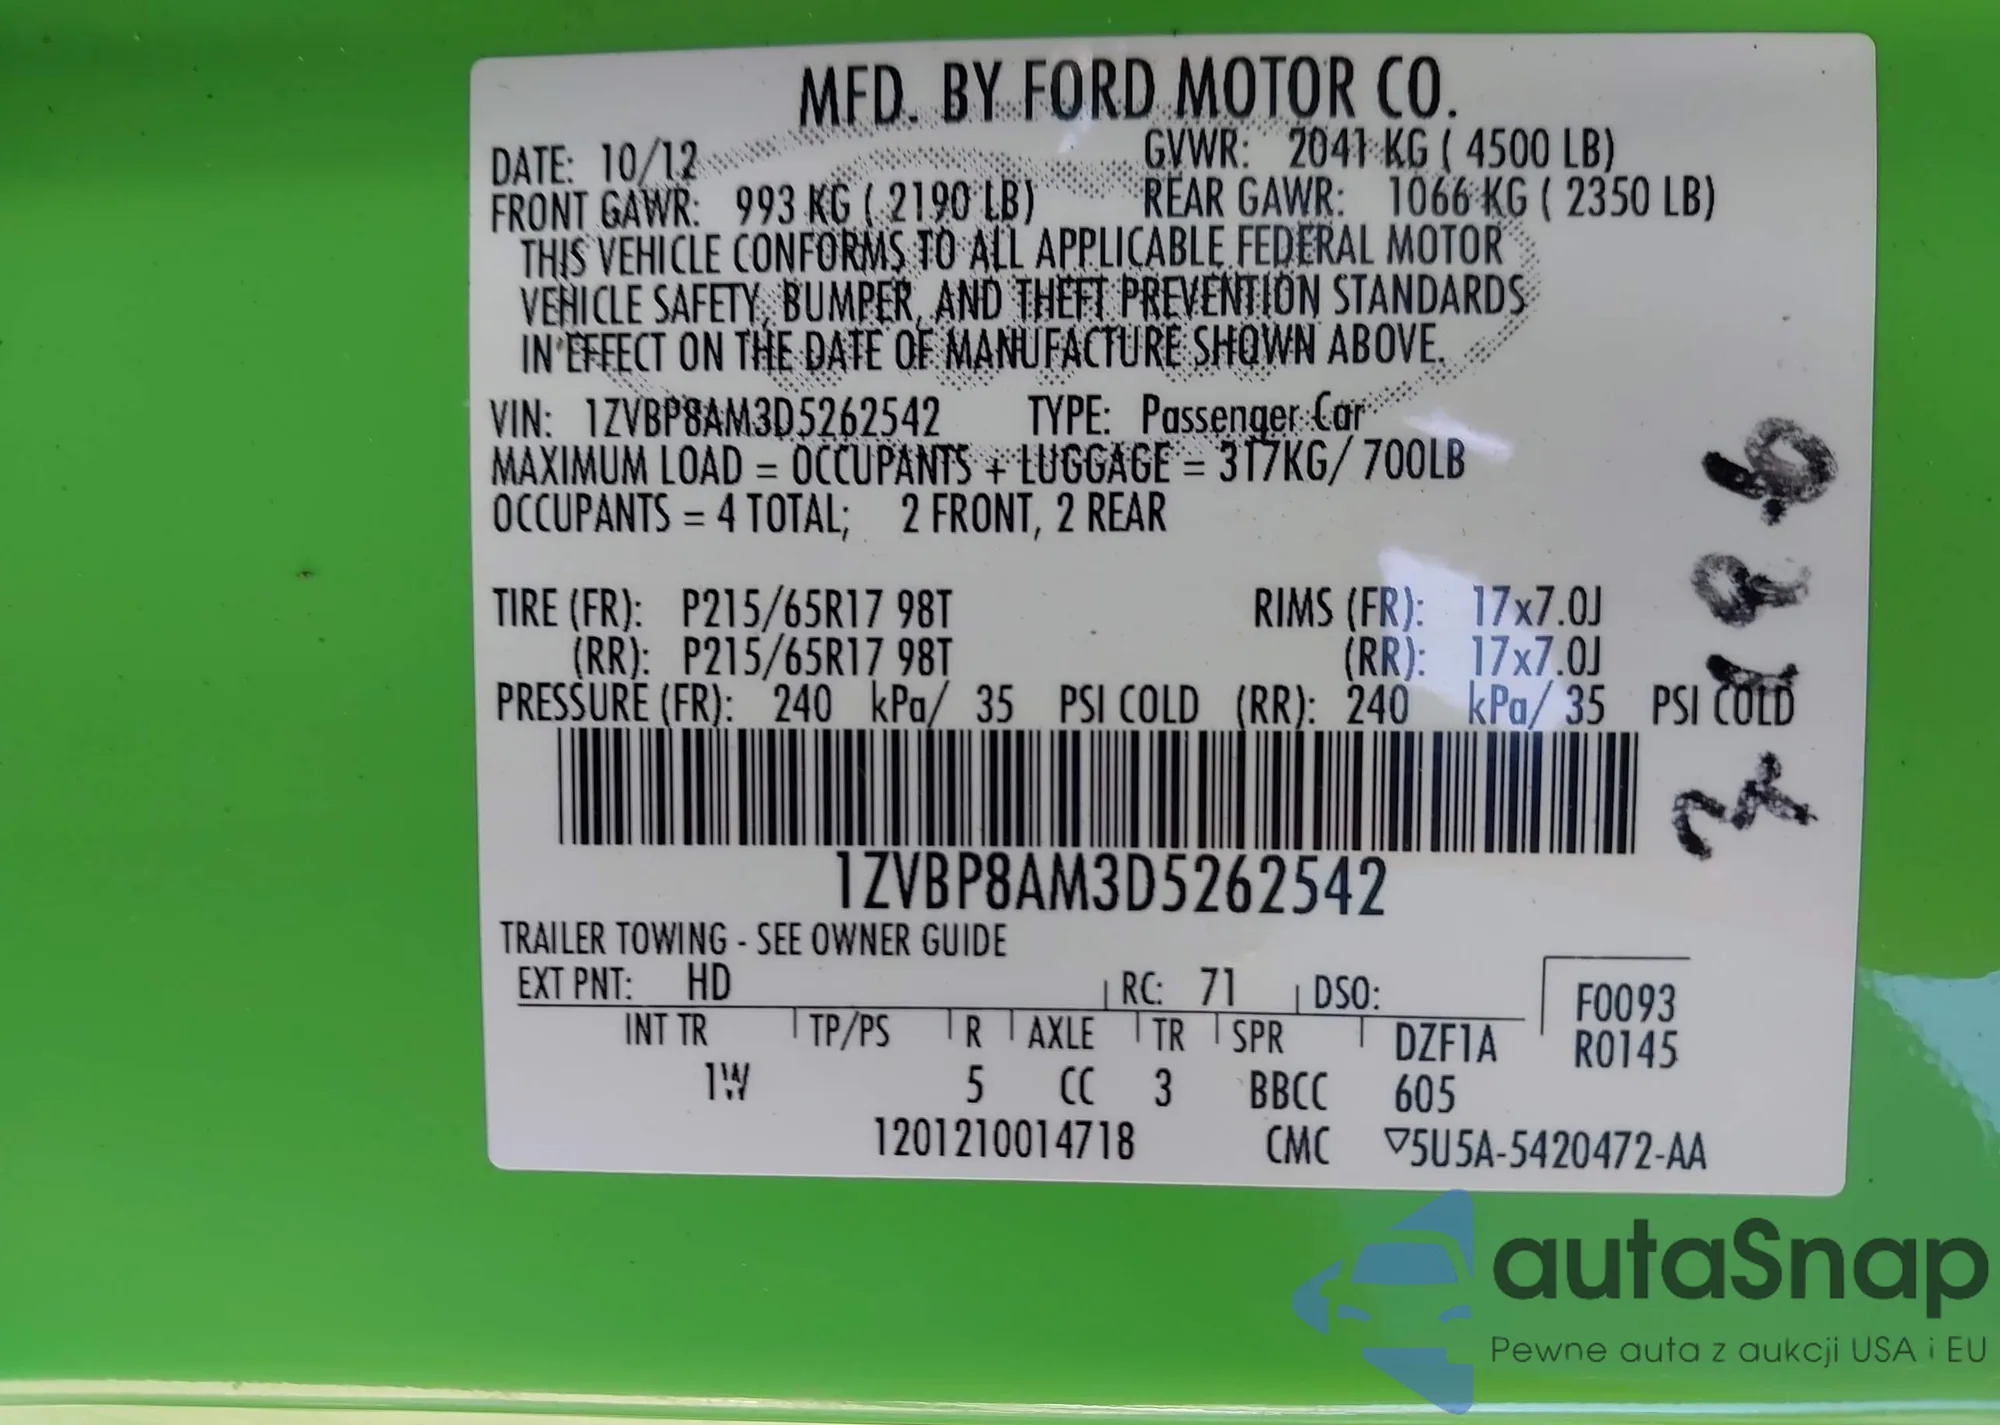 MFD. BY FORD MOTOR CO.
DATE: 10/12 GVWR: 2041 KG ( 4500 LB)
FRONT GAWR: 993 KG ( 2190 LB) REAR GAWR: 1066 KG ( 2350 LB)
THIS VEHICLE CONFORMS TO ALL APPLICABLE FEDERAL MOTOR
VEHICLE SAFETY, BUMPER, AND THEFT PREVENTION STANDARDS
IN EFFECT ON THE DATE OF MANUFACTURE SHOWN ABOVE.
VIN: 1ZVBP8AM3D5262542 TYPE: Passenger Car
MAXIMUM LOAD = OCCUPANTS + LUGGAGE = 317KG/ 700LB
OCCUPANTS = 4 TOTAL; 2 FRONT, 2 REAR
TIRE (FR): P215/65R17 98T RIMS (FR): 17x7.0J
(RR): P215/65R17 98T (RR): 17x7.0J
PRESSURE (FR): 240 kPa/ 35 PSI COLD (RR): 240 kPa/ 35 PSI COLD
1ZVBP8AM3D5262542
TRAILER TOWING - SEE OWNER GUIDE
EXT PNT: HD RC: 71 DSO: F0093
INT TR TP/PS R AXLE TR SPR DZF1A R0145
1W 5 CC 3 BBCC 605
1201210014718 CMC ▽5U5A-5420472-AA
autaSnap
Pewne auta z aukcji USA i EU